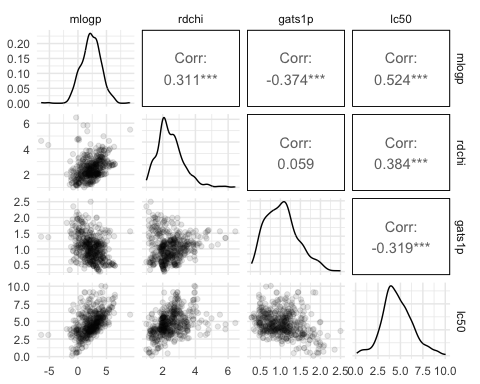 mlogp rdchi gats1p lc50
0.20
0.15
0.10
0.05
0.00
Corr:
0.311***
Corr:
-0.374***
Corr:
0.524***
mlogp
6
4
2
Corr:
0.059
Corr:
0.384***
rdchi
2.5
2.0
1.5
1.0
0.5
Corr:
-0.319***
gats1p
10.0
7.5
5.0
2.5
0.0
lc50
-5 0 5 2 4 6 0.5 1.0 1.5 2.0 2.5 0.0 2.5 5.0 7.5 10.0